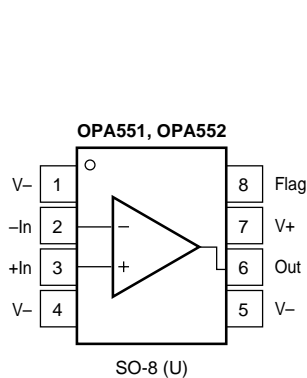 OPA551, OPA552
V– 1 8 Flag
–In 2 – 7 V+
+In 3 + 6 Out
V– 4 5 V–
SO-8 (U)